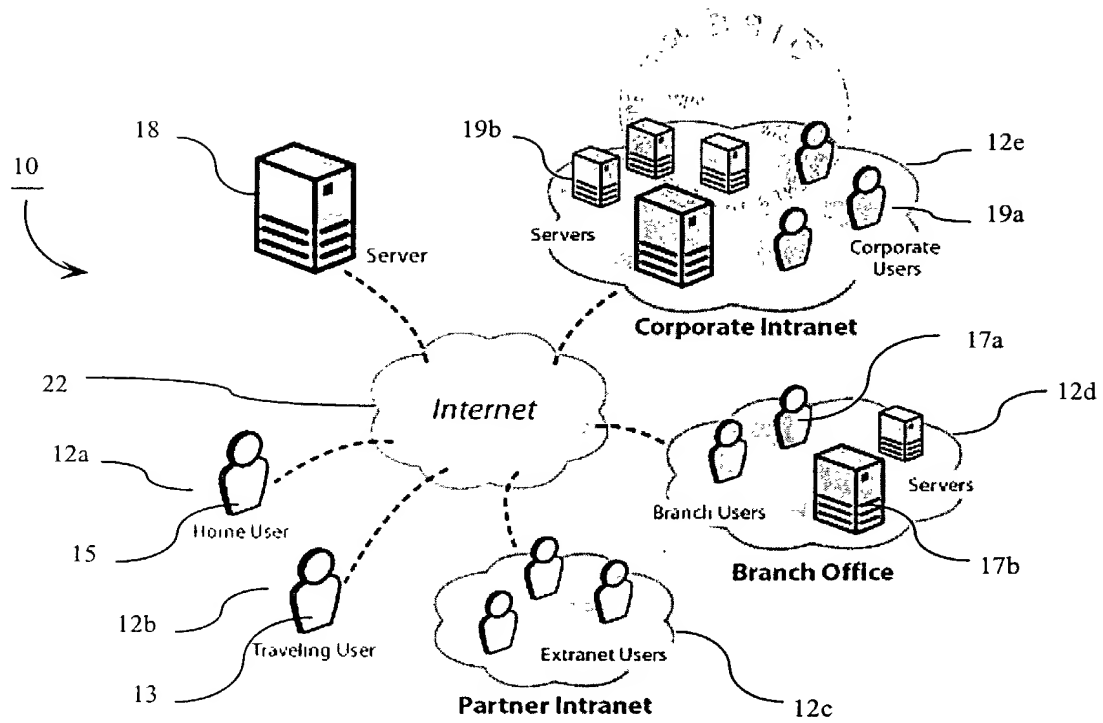 18
10
Server
19b
12e
19a
Servers
Corporate
Users
Corporate Intranet
22
Internet
17a
12d
12a
Home User
15
Branch Users
Servers
Branch Office
17b
12b
Traveling User
13
Extranet Users
Partner Intranet
12c